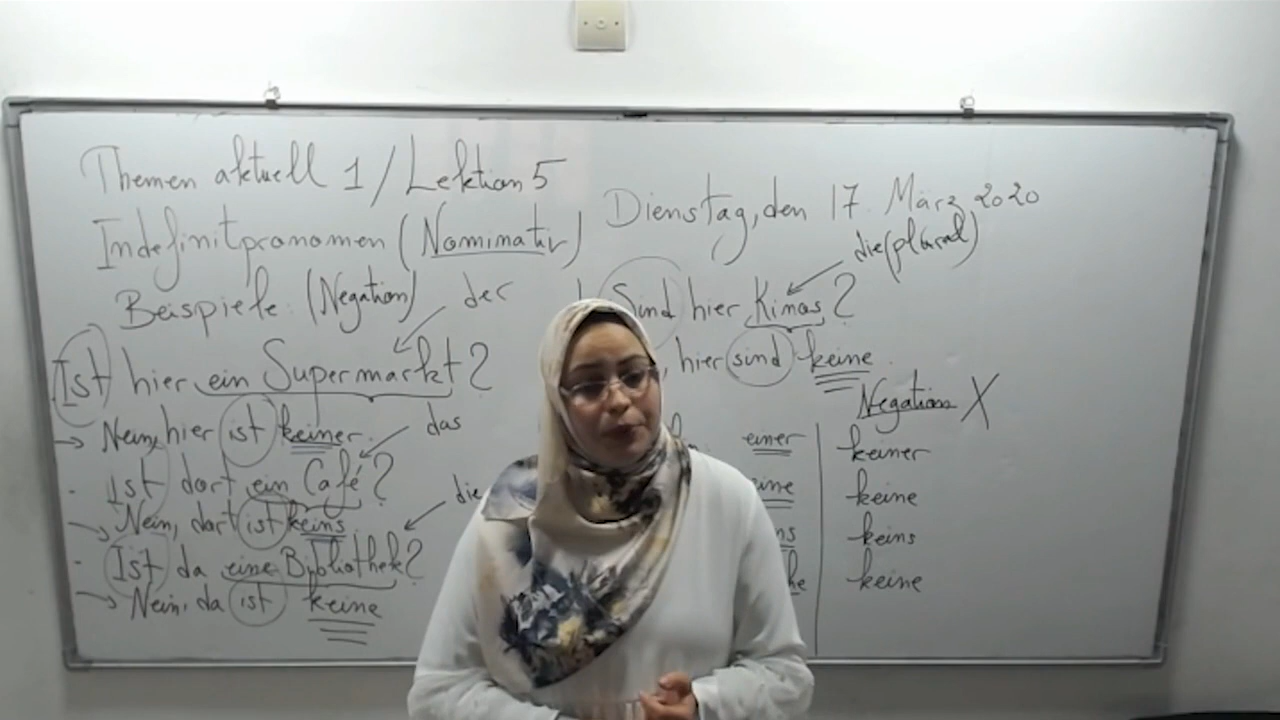 Themen aktuell 1 / Lektion 5
Dienstag, den 17. März 2020
Indefinitpronomen (Nominativ)
Beispiele: (Negation)
der
Ist hier ein Supermarkt?
→ Nein, hier ist keiner.
das
- Ist dort ein Café?
→ Nein, dort ist keins
die
- Ist da eine Bibliothek?
→ Nein, da ist keine
die (plural)
Sind hier Kinos?
, hier sind keine.
Negation X
einer keiner
eine keine
keins
keine